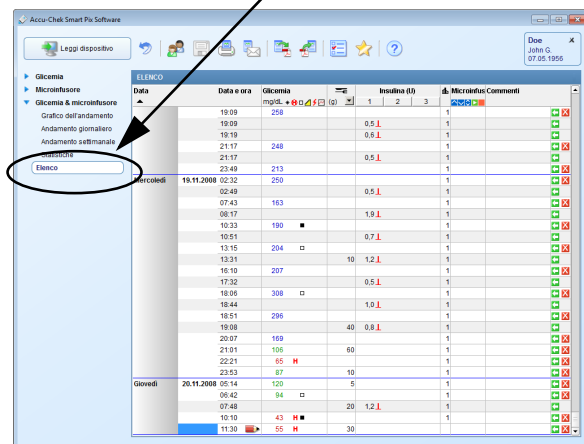 Accu-Chek Smart Pix Software
Leggi dispositivo
Doe
John G.
07.05.1956
Glicemia
Microinfusore
Glicemia & microinfusore
Grafico dell'andamento
Andamento giornaliero
Andamento settimanale
Statistiche
Elenco
ELENCO
Data Data e ora Glicemia Insulina (U) Microinfus Commenti
mg/dL (g) 1 2 3
19:09 258 1
19:09 0,5 1
19:19 0,6 1
21:17 248 1
21:17 0,5 1
23:49 213 1
Mercoledì 19.11.2008 02:32 250 1
02:49 0,5 1
07:43 163 1
08:17 1,9 1
10:33 190 1
10:51 0,7 1
13:15 204 1
13:31 10 1,2 1
16:10 207 1
17:32 0,5 1
18:06 308 1
18:44 1,0 1
18:51 296 1
19:08 40 0,8 1
20:07 169 1
21:01 106 60 1
22:21 65 H 1
23:53 87 10 1
Giovedì 20.11.2008 05:14 120 5 1
06:42 94 1
07:48 20 1,2 1
10:10 43 H 1
11:30 55 H 30